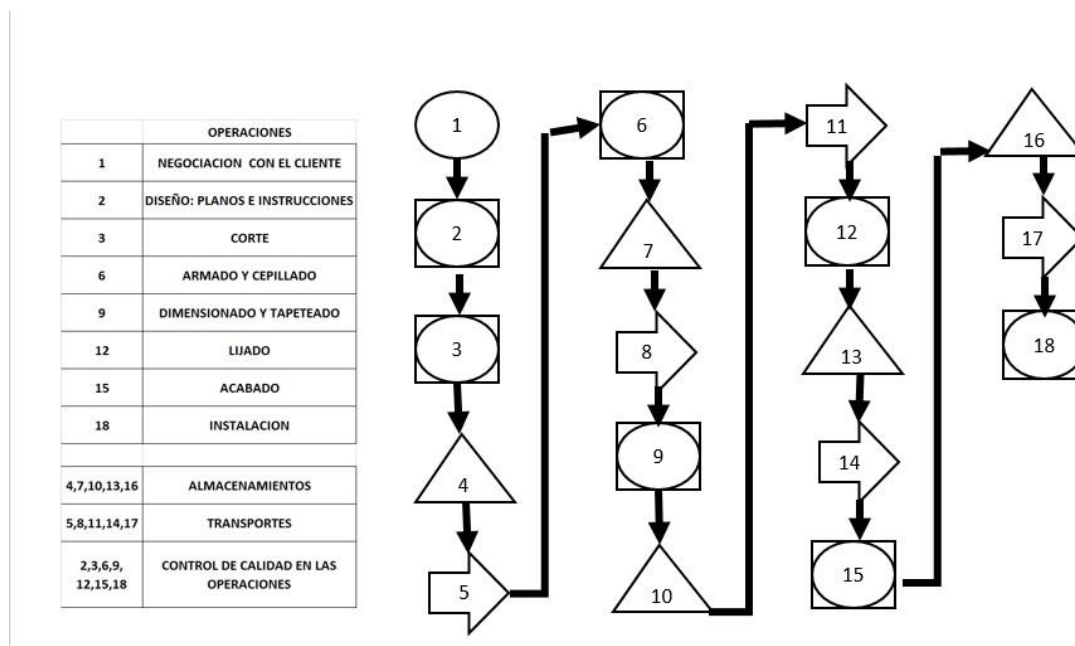 OPERACIONES
1 NEGOCIACION CON EL CLIENTE
2 DISEÑO: PLANOS E INSTRUCCIONES
3 CORTE
6 ARMADO Y CEPILLADO
9 DIMENSIONADO Y TAPETEADO
12 LIJADO
15 ACABADO
18 INSTALACION
4,7,10,13,16 ALMACENAMIENTOS
5,8,11,14,17 TRANSPORTES
2,3,6,9,
12,15,18
CONTROL DE CALIDAD EN LAS
OPERACIONES
1
2
3
4
5
6
7
8
9
10
11
12
13
14
15
16
17
18